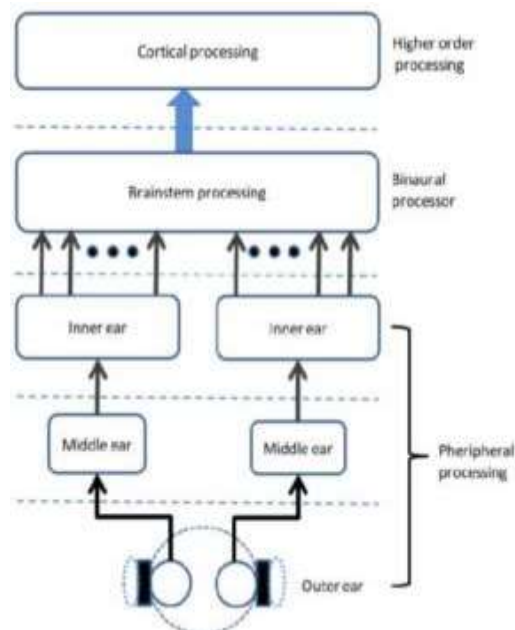 Cortical processing
Higher order
processing
Brainstem processing
Binaural
processor
Inner ear
Inner ear
Middle ear
Middle ear
Pheripheral
processing
Outer ear